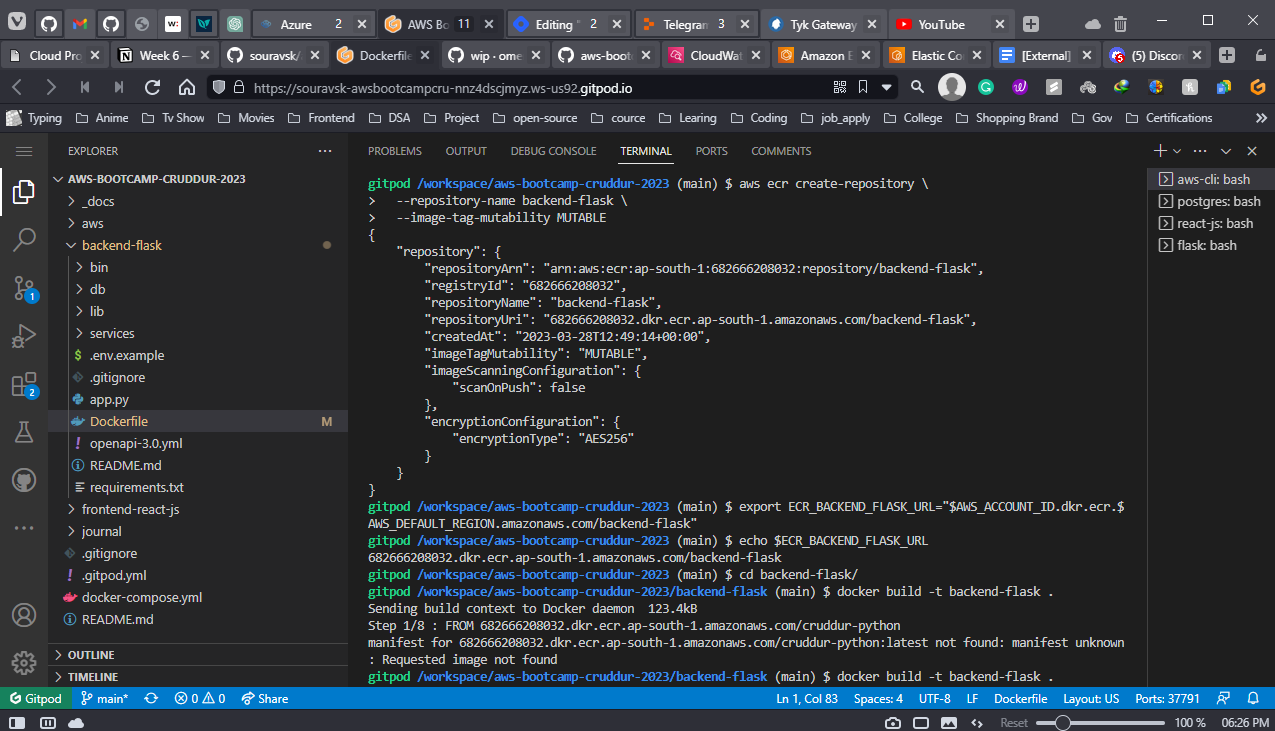 Azure 2
AWS Bo 11
Editing 2
Telegram 3
Tyk Gateway
YouTube
Cloud Pro
Week 6 —
souravsk/
Dockerfile
wip · ome
aws-boot
CloudWat
Amazon E
Elastic Co
[External]
(5) Discor
https://souravsk-awsbootcampcru-nnz4dscjmyz.ws-us92.gitpod.io
Typing
Anime
Tv Show
Movies
Frontend
DSA
Project
open-source
cource
Learing
Coding
job_apply
College
Shopping Brand
Gov
Certifications
EXPLORER
AWS-BOOTCAMP-CRUDDUR-2023
_docs
aws
backend-flask
bin
db
lib
services
.env.example
.gitignore
app.py
Dockerfile M
openapi-3.0.yml
README.md
requirements.txt
frontend-react-js
journal
.gitignore
.gitpod.yml
docker-compose.yml
README.md
OUTLINE
TIMELINE
1
2
PROBLEMS OUTPUT DEBUG CONSOLE TERMINAL PORTS COMMENTS
gitpod /workspace/aws-bootcamp-cruddur-2023 (main) $ aws ecr create-repository \
> --repository-name backend-flask \
> --image-tag-mutability MUTABLE
{
"repository": {
"repositoryArn": "arn:aws:ecr:ap-south-1:682666208032:repository/backend-flask",
"registryId": "682666208032",
"repositoryName": "backend-flask",
"repositoryUri": "682666208032.dkr.ecr.ap-south-1.amazonaws.com/backend-flask",
"createdAt": "2023-03-28T12:49:14+00:00",
"imageTagMutability": "MUTABLE",
"imageScanningConfiguration": {
"scanOnPush": false
},
"encryptionConfiguration": {
"encryptionType": "AES256"
}
}
}
gitpod /workspace/aws-bootcamp-cruddur-2023 (main) $ export ECR_BACKEND_FLASK_URL="$AWS_ACCOUNT_ID.dkr.ecr.$
AWS_DEFAULT_REGION.amazonaws.com/backend-flask"
gitpod /workspace/aws-bootcamp-cruddur-2023 (main) $ echo $ECR_BACKEND_FLASK_URL
682666208032.dkr.ecr.ap-south-1.amazonaws.com/backend-flask
gitpod /workspace/aws-bootcamp-cruddur-2023 (main) $ cd backend-flask/
gitpod /workspace/aws-bootcamp-cruddur-2023/backend-flask (main) $ docker build -t backend-flask .
Sending build context to Docker daemon 123.4kB
Step 1/8 : FROM 682666208032.dkr.ecr.ap-south-1.amazonaws.com/cruddur-python
manifest for 682666208032.dkr.ecr.ap-south-1.amazonaws.com/cruddur-python:latest not found: manifest unknown
: Requested image not found
gitpod /workspace/aws-bootcamp-cruddur-2023/backend-flask (main) $ docker build -t backend-flask .
aws-cli: bash
postgres: bash
react-js: bash
flask: bash
Gitpod main* 0 0 Share Ln 1, Col 83 Spaces: 4 UTF-8 LF Dockerfile Layout: US Ports: 37791
Reset 100 % 06:26 PM